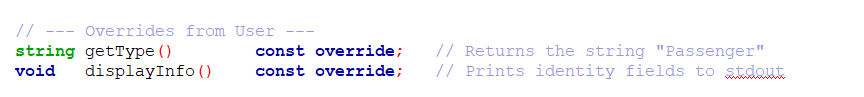 // --- Overrides from User ---
string getType()        const override;   // Returns the string "Passenger"
void   displayInfo()    const override;   // Prints identity fields to stdout